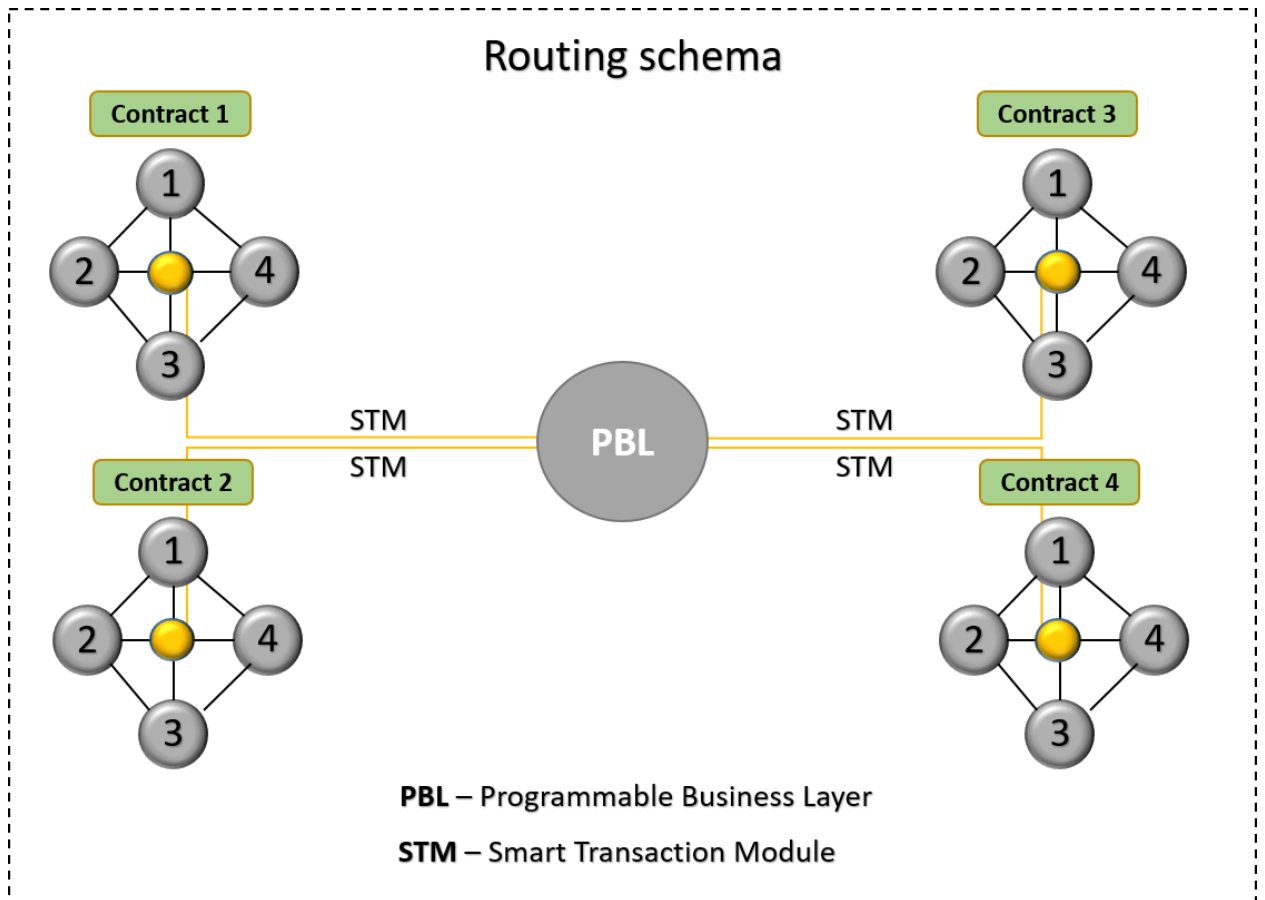 Routing schema
Contract 1
1
2
4
3
Contract 3
1
2
4
3
STM
STM
PBL
STM
STM
Contract 2
1
2
4
3
Contract 4
1
2
4
3
PBL – Programmable Business Layer
STM – Smart Transaction Module